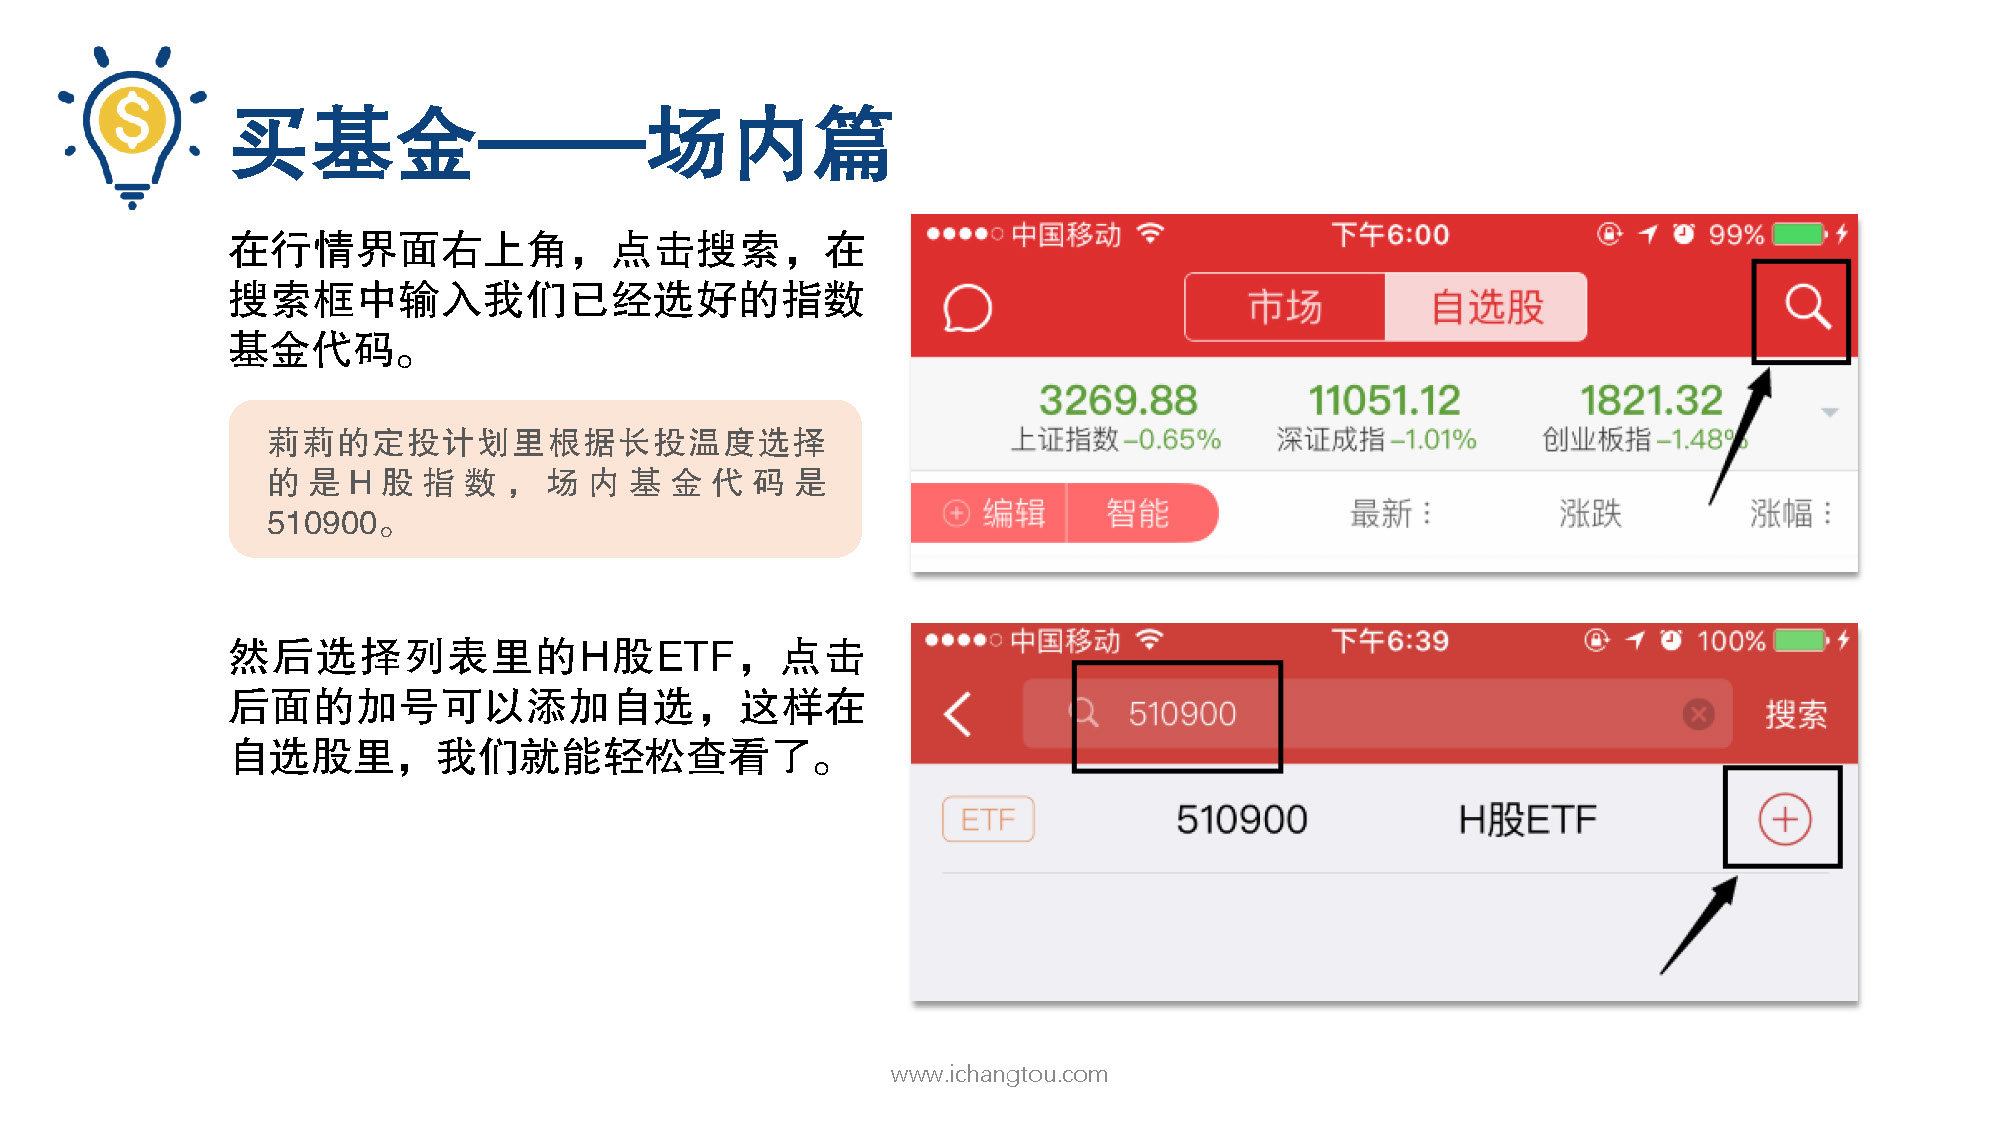 买基金——场内篇
在行情界面右上角，点击搜索，在
搜索框中输入我们已经选好的指数
基金代码。
莉莉的定投计划里根据长投温度选择
的是H股指数，场内基金代码是
510900。
然后选择列表里的H股ETF，点击
后面的加号可以添加自选，这样在
自选股里，我们就能轻松查看了。
中国移动 下午6:00 99%
市场 自选股
3269.88 11051.12 1821.32
上证指数-0.65% 深证成指-1.01% 创业板指-1.48%
编辑 智能 最新 涨跌 涨幅
中国移动 下午6:39 100%
510900 搜索
ETF 510900 H股ETF
www.ichangtou.com